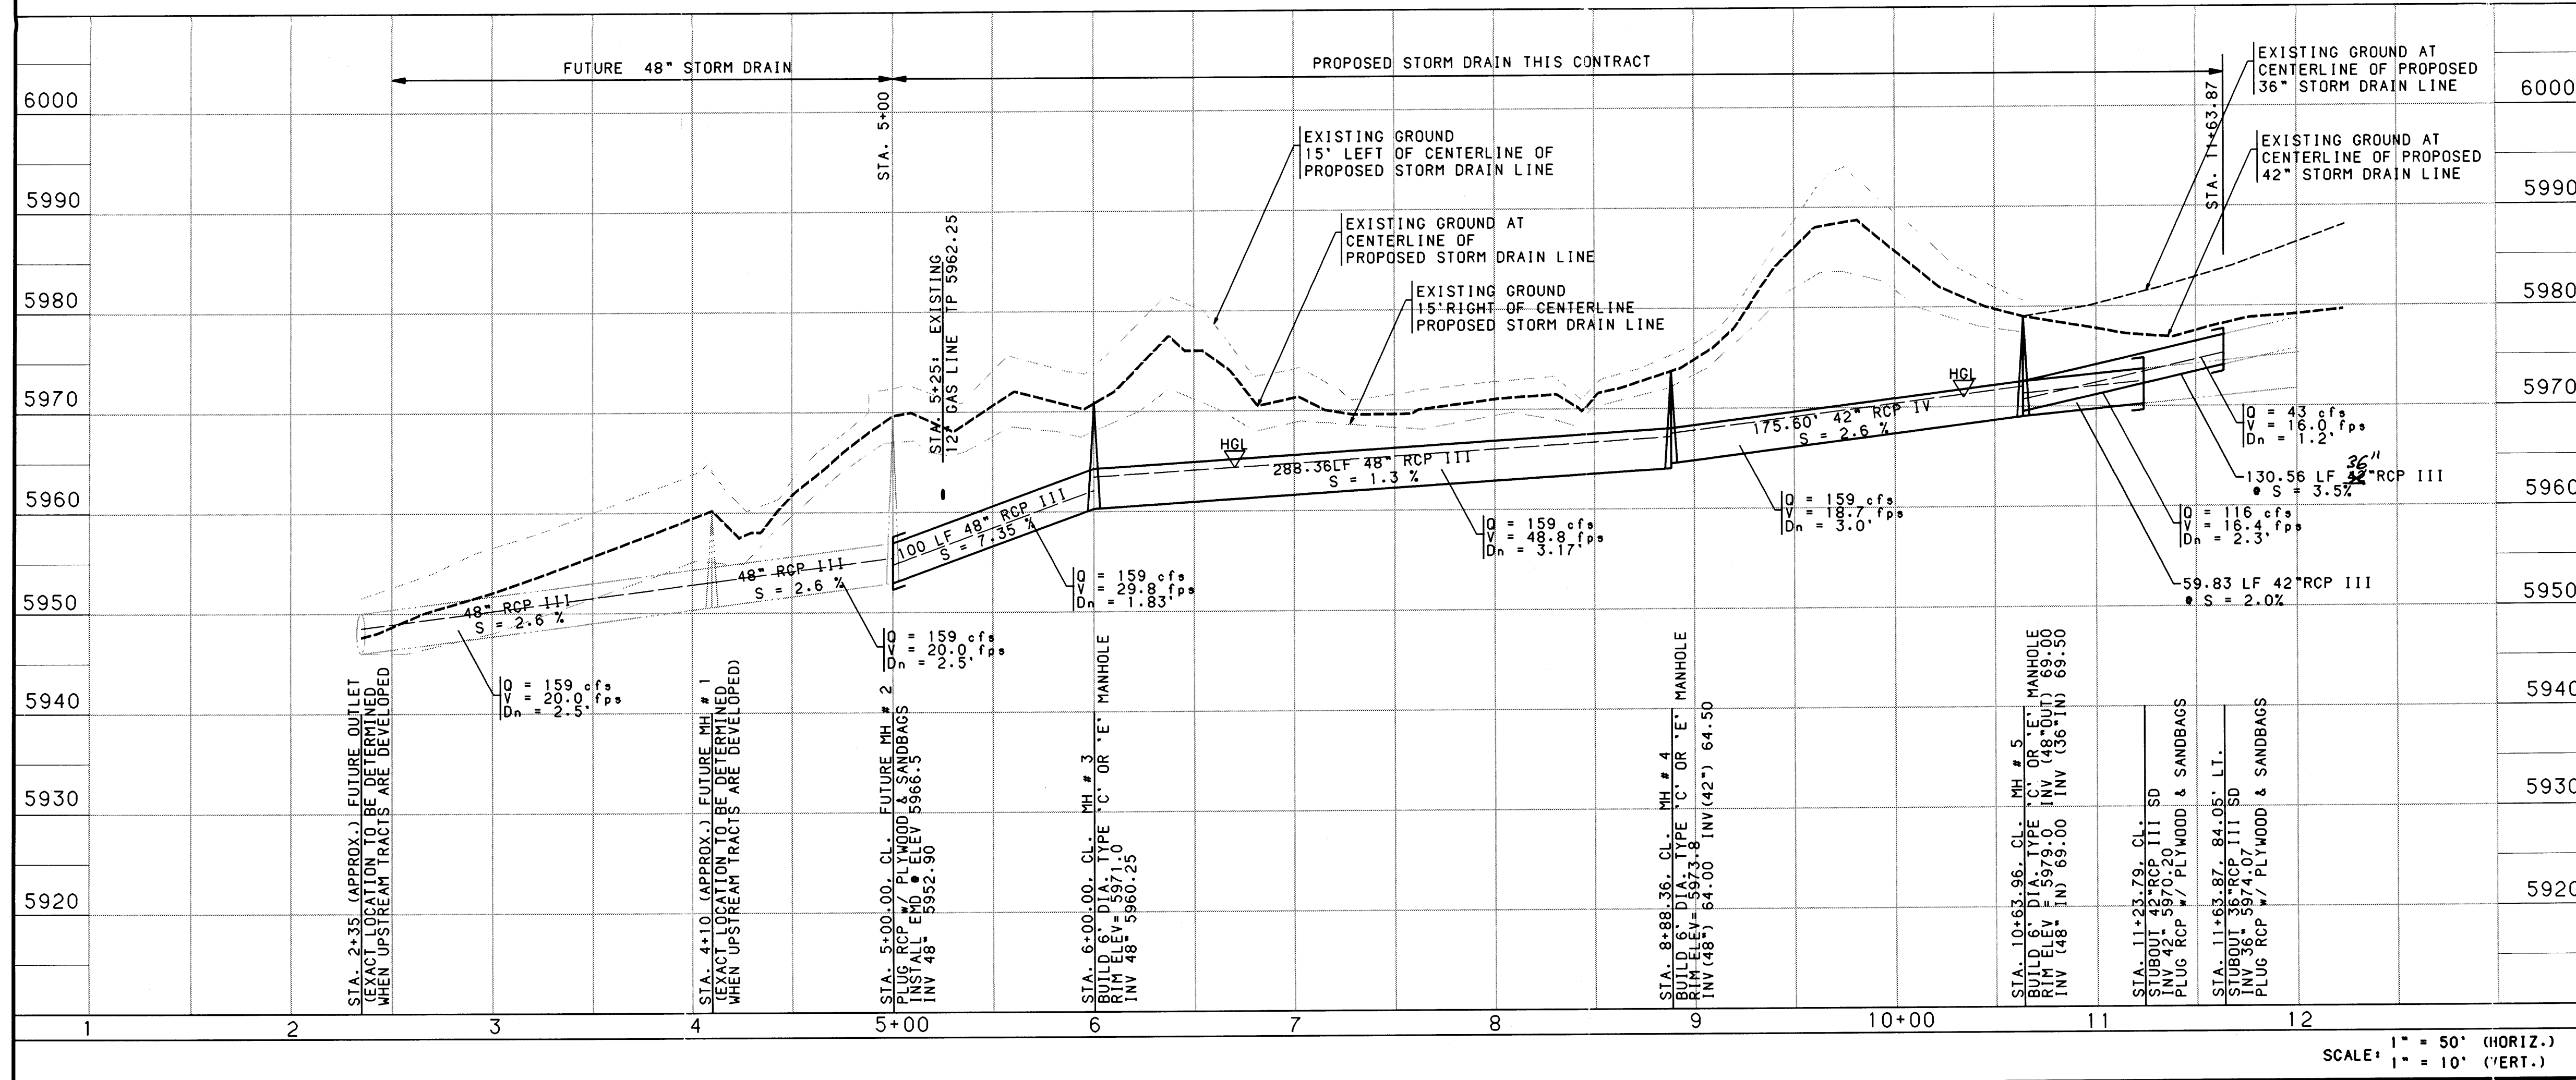 FUTURE 48" STORM DRAIN
PROPOSED STORM DRAIN THIS CONTRACT
STA. 5+00
STA. 11+63.87
EXISTING GROUND AT
CENTERLINE OF PROPOSED
36" STORM DRAIN LINE
EXISTING GROUND AT
CENTERLINE OF PROPOSED
42" STORM DRAIN LINE
EXISTING GROUND
15' LEFT OF CENTERLINE OF
PROPOSED STORM DRAIN LINE
EXISTING GROUND AT
CENTERLINE OF
PROPOSED STORM DRAIN LINE
EXISTING GROUND
15'RIGHT OF CENTERLINE
PROPOSED STORM DRAIN LINE
STA. 5+25: EXISTING
12" GAS LINE TP 5962.25
6000
5990
5980
5970
5960
5950
5940
5930
5920
6000
5990
5980
5970
5960
5950
5940
5930
5920
48" RCP III
S = 2.6 %
48" RCP III
S = 2.6 %
100 LF 48" RCP III
S = 7.35 %
HGL
288.36LF 48" RCP III
S = 1.3 %
HGL
175.60' 42" RCP IV
S = 2.6 %
Q = 159 cfs
V = 20.0 fps
Dn = 2.5'
Q = 159 cfs
V = 20.0 fps
Dn = 2.5'
Q = 159 cfs
V = 29.8 fps
Dn = 1.83'
Q = 159 cfs
V = 48.8 fps
Dn = 3.17'
Q = 159 cfs
V = 18.7 fps
Dn = 3.0'
Q = 43 cfs
V = 16.0 fps
Dn = 1.2'
36"
130.56 LF 42"RCP III
@ S = 3.5%
Q = 116 cfs
V = 16.4 fps
Dn = 2.3'
59.83 LF 42"RCP III
@ S = 2.0%
STA. 2+35 (APPROX.) FUTURE OUTLET
(EXACT LOCATION TO BE DETERMINED
WHEN UPSTREAM TRACTS ARE DEVELOPED
STA. 4+10 (APPROX.) FUTURE MH # 1
(EXACT LOCATION TO BE DETERMINED
WHEN UPSTREAM TRACTS ARE DEVELOPED)
STA. 5+00.00, CL. FUTURE MH # 2
PLUG RCP w/ PLYWOOD & SANDBAGS
INSTALL EMD @ ELEV 5966.5
INV 48" 5952.90
STA. 6+00.00, CL. MH # 3
BUILD 6' DIA. TYPE 'C' OR 'E' MANHOLE
RIM ELEV= 5971.0
INV 48" 5960.25
STA. 8+88.36, CL. MH # 4
BUILD 6' DIA. TYPE 'C' OR 'E' MANHOLE
RIM ELEV= 5973.8
INV(48") 64.00 INV(42") 64.50
STA. 10+63.96, CL. MH # 5
BUILD 6' DIA. TYPE 'C' OR 'E' MANHOLE
RIM ELEV = 5979.0 INV (48"OUT) 69.00
INV (48" IN) 69.00 INV (36"IN) 69.50
STA. 11+23.79, CL.
STUBOUT 42"RCP III SD
INV 42" 5970.20
PLUG RCP w/ PLYWOOD & SANDBAGS
STA. 11+63.87, 84.05' LT.
STUBOUT 36"RCP III SD
INV 36" 5974.07
PLUG RCP w/ PLYWOOD & SANDBAGS
1 2 3 4 5+00 6 7 8 9 10+00 11 12
SCALE: 1" = 50' (HORIZ.)
1" = 10' (VERT.)